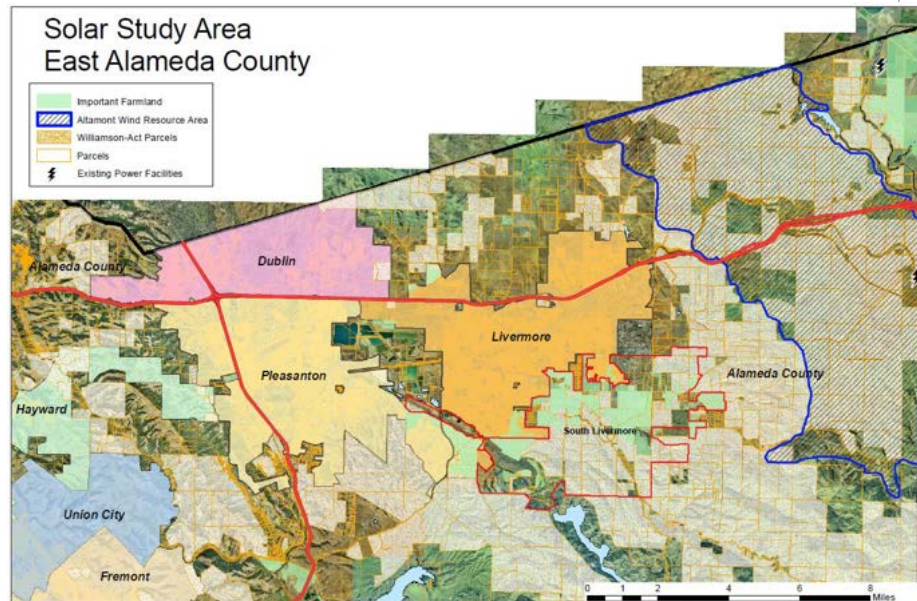 Solar Study Area
East Alameda County
Important Farmland
Altamont Wind Resource Area
Williamson-Act Parcels
Parcels
Existing Power Facilities
Alameda County
Dublin
Livermore
Pleasanton
Alameda County
Hayward
South Livermore
Union City
Fremont
0 1 2 4 6 8
Miles